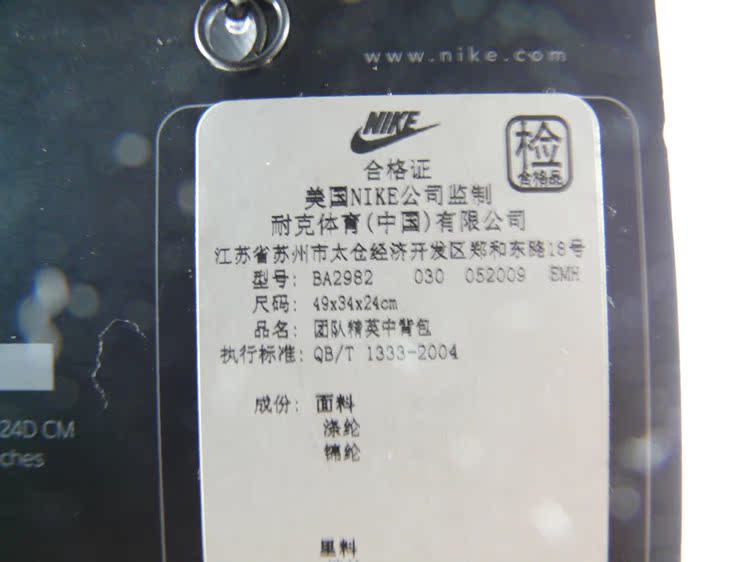 www.nike.com
NIKE
检
合格品
合格证
美国NIKE公司监制
耐克体育(中国)有限公司
江苏省苏州市太仓经济开发区郑和东路18号
型号: BA2982 030 052009 EMH
尺码: 49x34x24cm
品名: 团队精英中背包
执行标准: QB/T 1333-2004
成份: 面料
涤纶
锦纶
里料
24D CM
ches